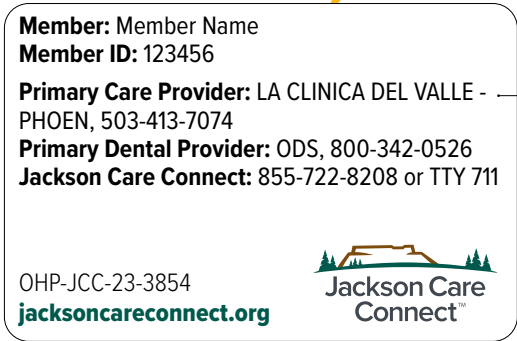 Member: Member Name
Member ID: 123456
Primary Care Provider: LA CLINICA DEL VALLE -
PHOEN, 503-413-7074
Primary Dental Provider: ODS, 800-342-0526
Jackson Care Connect: 855-722-8208 or TTY 711
OHP-JCC-23-3854
jacksoncareconnect.org
Jackson Care
Connect™